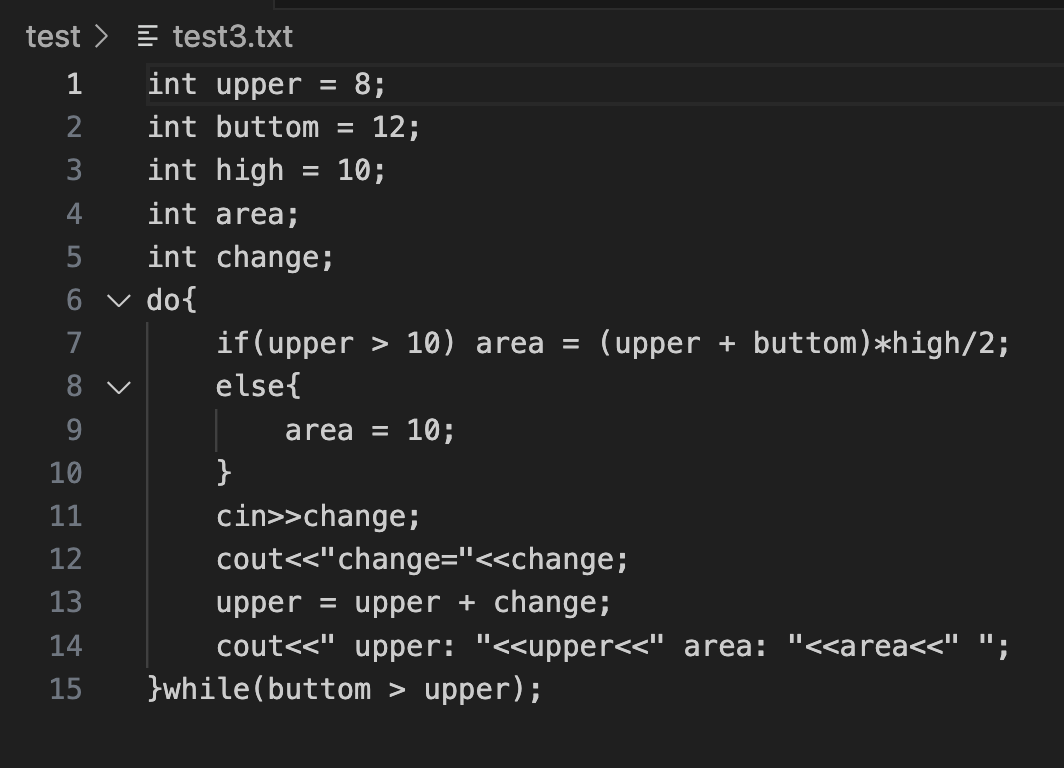 test > test3.txt
1 int upper = 8;
2 int buttom = 12;
3 int high = 10;
4 int area;
5 int change;
6 do{
7     if(upper > 10) area = (upper + buttom)*high/2;
8     else{
9         area = 10;
10     }
11     cin>>change;
12     cout<<"change="<<change;
13     upper = upper + change;
14     cout<<" upper: "<<upper<<" area: "<<area<<" ";
15 }while(buttom > upper);